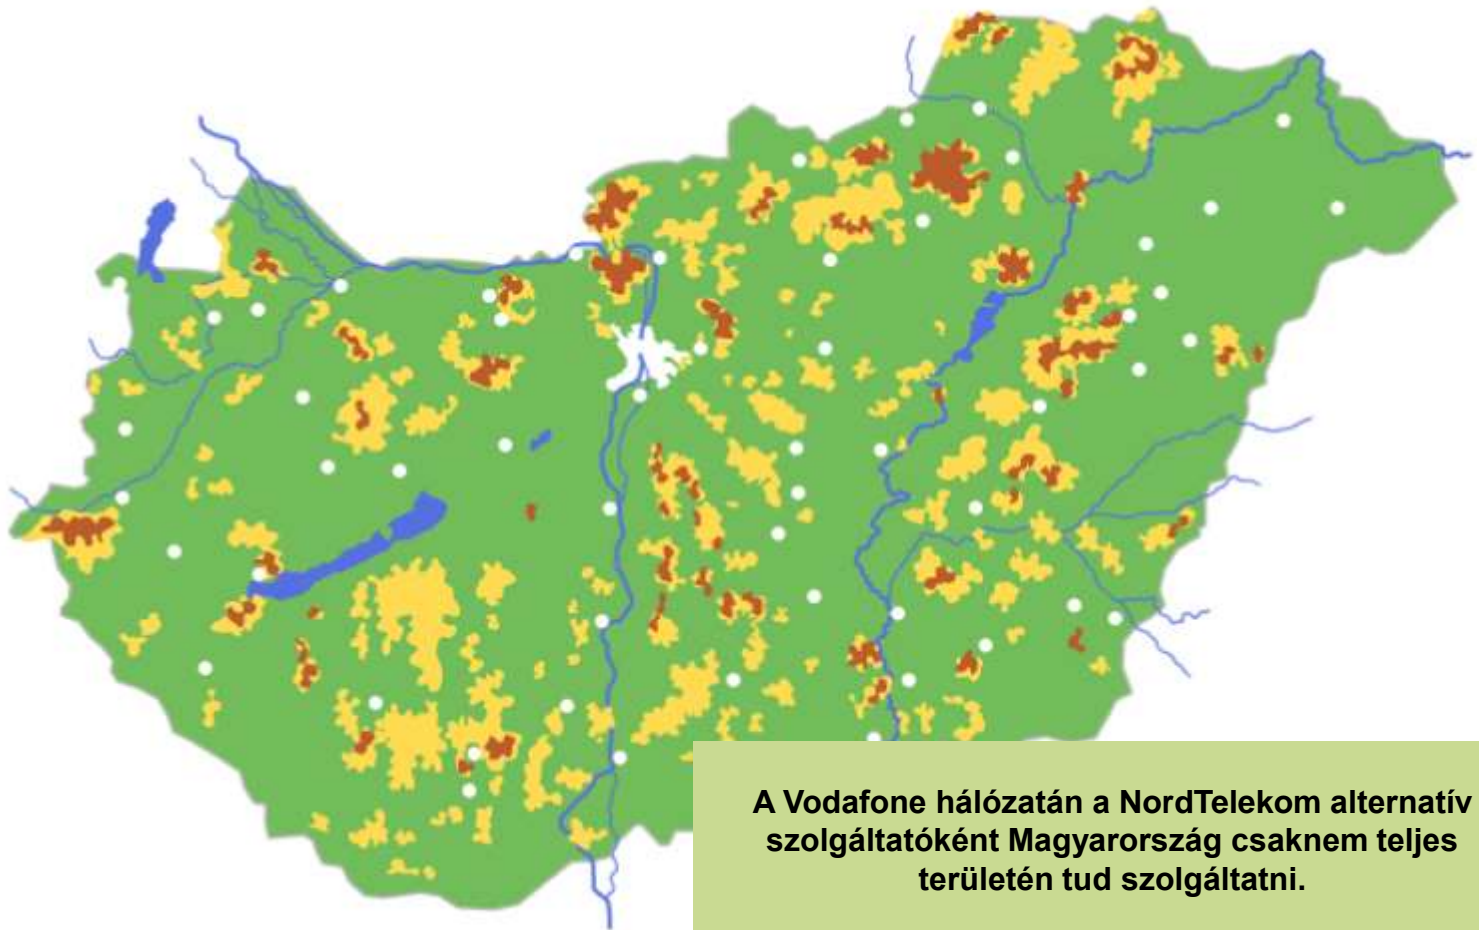 A Vodafone hálózatán a NordTelekom alternatív
szolgáltatóként Magyarország csaknem teljes
területén tud szolgáltatni.